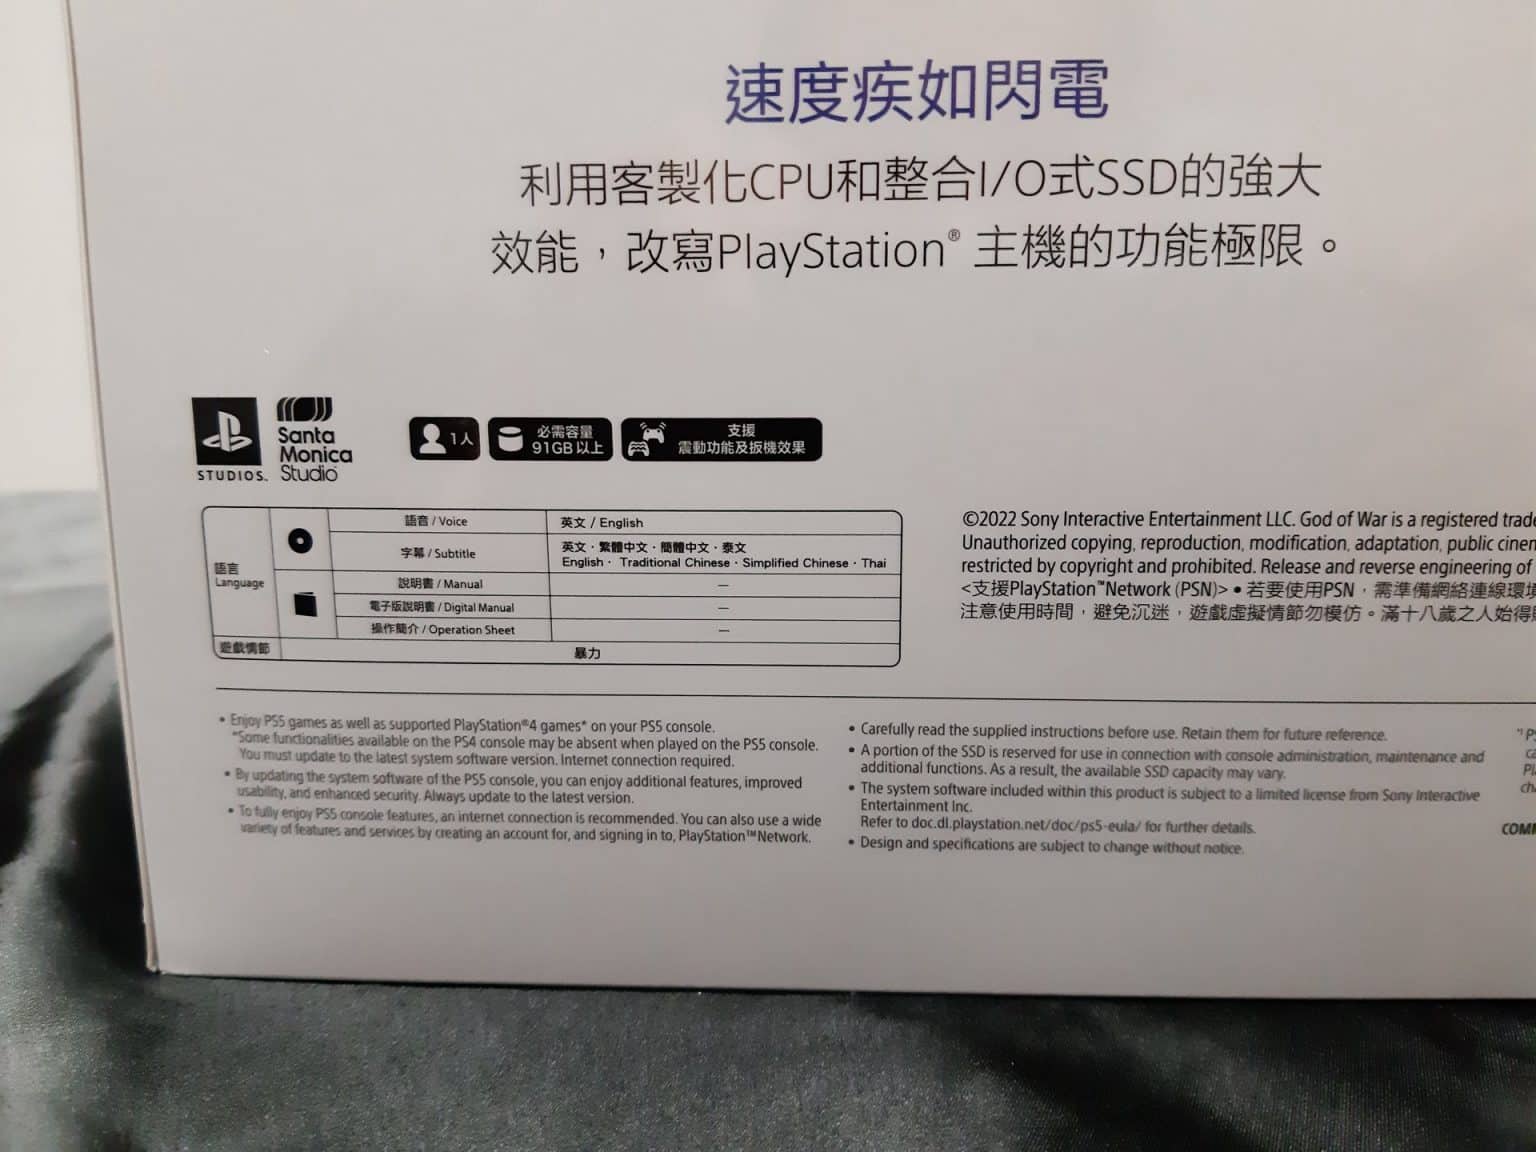 速度疾如閃電
利用客製化CPU和整合I/O式SSD的強大
效能，改寫PlayStation® 主機的功能極限。
STUDIOS™
Santa
Monica
Studio
1人
必需容量
91GB以上
支援
震動功能及扳機效果
語言
Language
語音 / Voice
英文 / English
字幕 / Subtitle
英文・繁體中文・簡體中文・泰文
English・ Traditional Chinese・Simplified Chinese・Thai
說明書 / Manual
—
電子版說明書 / Digital Manual
—
操作簡介 / Operation Sheet
—
遊戲情節
暴力
©2022 Sony Interactive Entertainment LLC. God of War is a registered
Unauthorized copying, reproduction, modification, adaptation, public
restricted by copyright and prohibited. Release and reverse engineering of
<支援PlayStation™Network (PSN)> • 若要使用PSN，需準備網絡連線環境
注意使用時間，避免沉迷，遊戲虛擬情節勿模仿。滿十八歲之人始得
• Enjoy PS5 games as well as supported PlayStation®4 games* on your PS5 console.
*Some functionalities available on the PS4 console may be absent when played on the PS5 console.
You must update to the latest system software version. Internet connection required.
• By updating the system software of the PS5 console, you can enjoy additional features, improved
usability, and enhanced security. Always update to the latest version.
• To fully enjoy PS5 console features, an internet connection is recommended. You can also use a wide
variety of features and services by creating an account for, and signing in to, PlayStation™Network.
• Carefully read the supplied instructions before use. Retain them for future reference.
• A portion of the SSD is reserved for use in connection with console administration, maintenance and
additional functions. As a result, the available SSD capacity may vary.
• The system software included within this product is subject to a limited license from Sony Interactive
Entertainment Inc.
Refer to doc.dl.playstation.net/doc/ps5-eula/ for further details.
• Design and specifications are subject to change without notice.